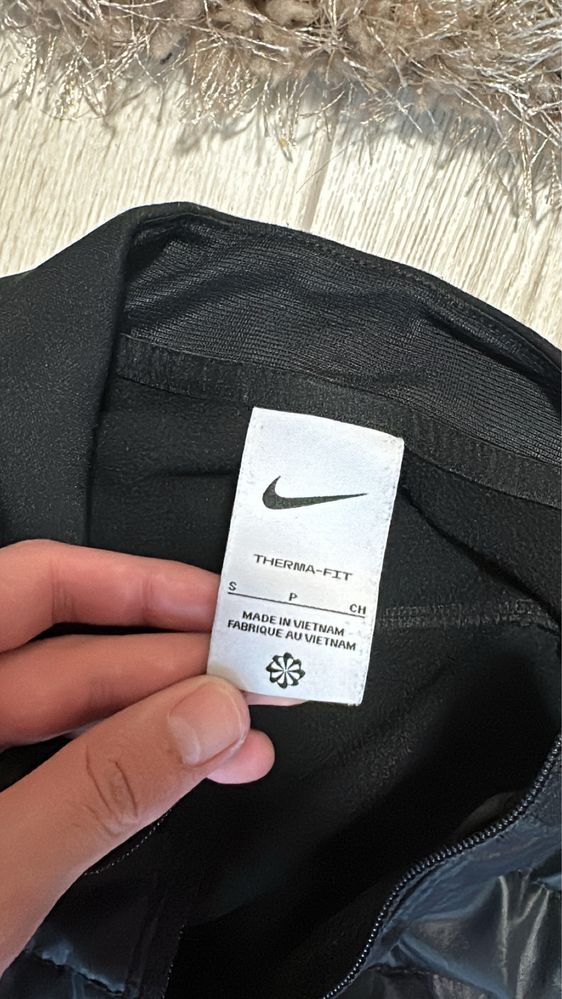 THERMA-FIT
S P CH
MADE IN VIETNAM
FABRIQUE AU VIETNAM